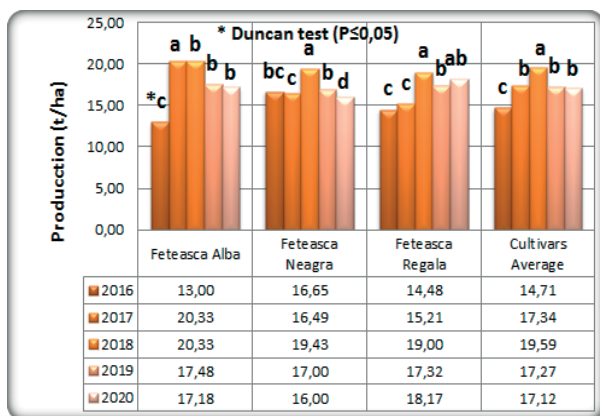 25,00
* Duncan test (P≤0,05)
20,00
15,00
10,00
5,00
0,00
Producction (t/ha)
*c a b b b
bc c a b d
c c a b ab
c b a b b
Feteasca Alba
Feteasca Neagra
Feteasca Regala
Cultivars Average
2016 13,00 16,65 14,48 14,71
2017 20,33 16,49 15,21 17,34
2018 20,33 19,43 19,00 19,59
2019 17,48 17,00 17,32 17,27
2020 17,18 16,00 18,17 17,12